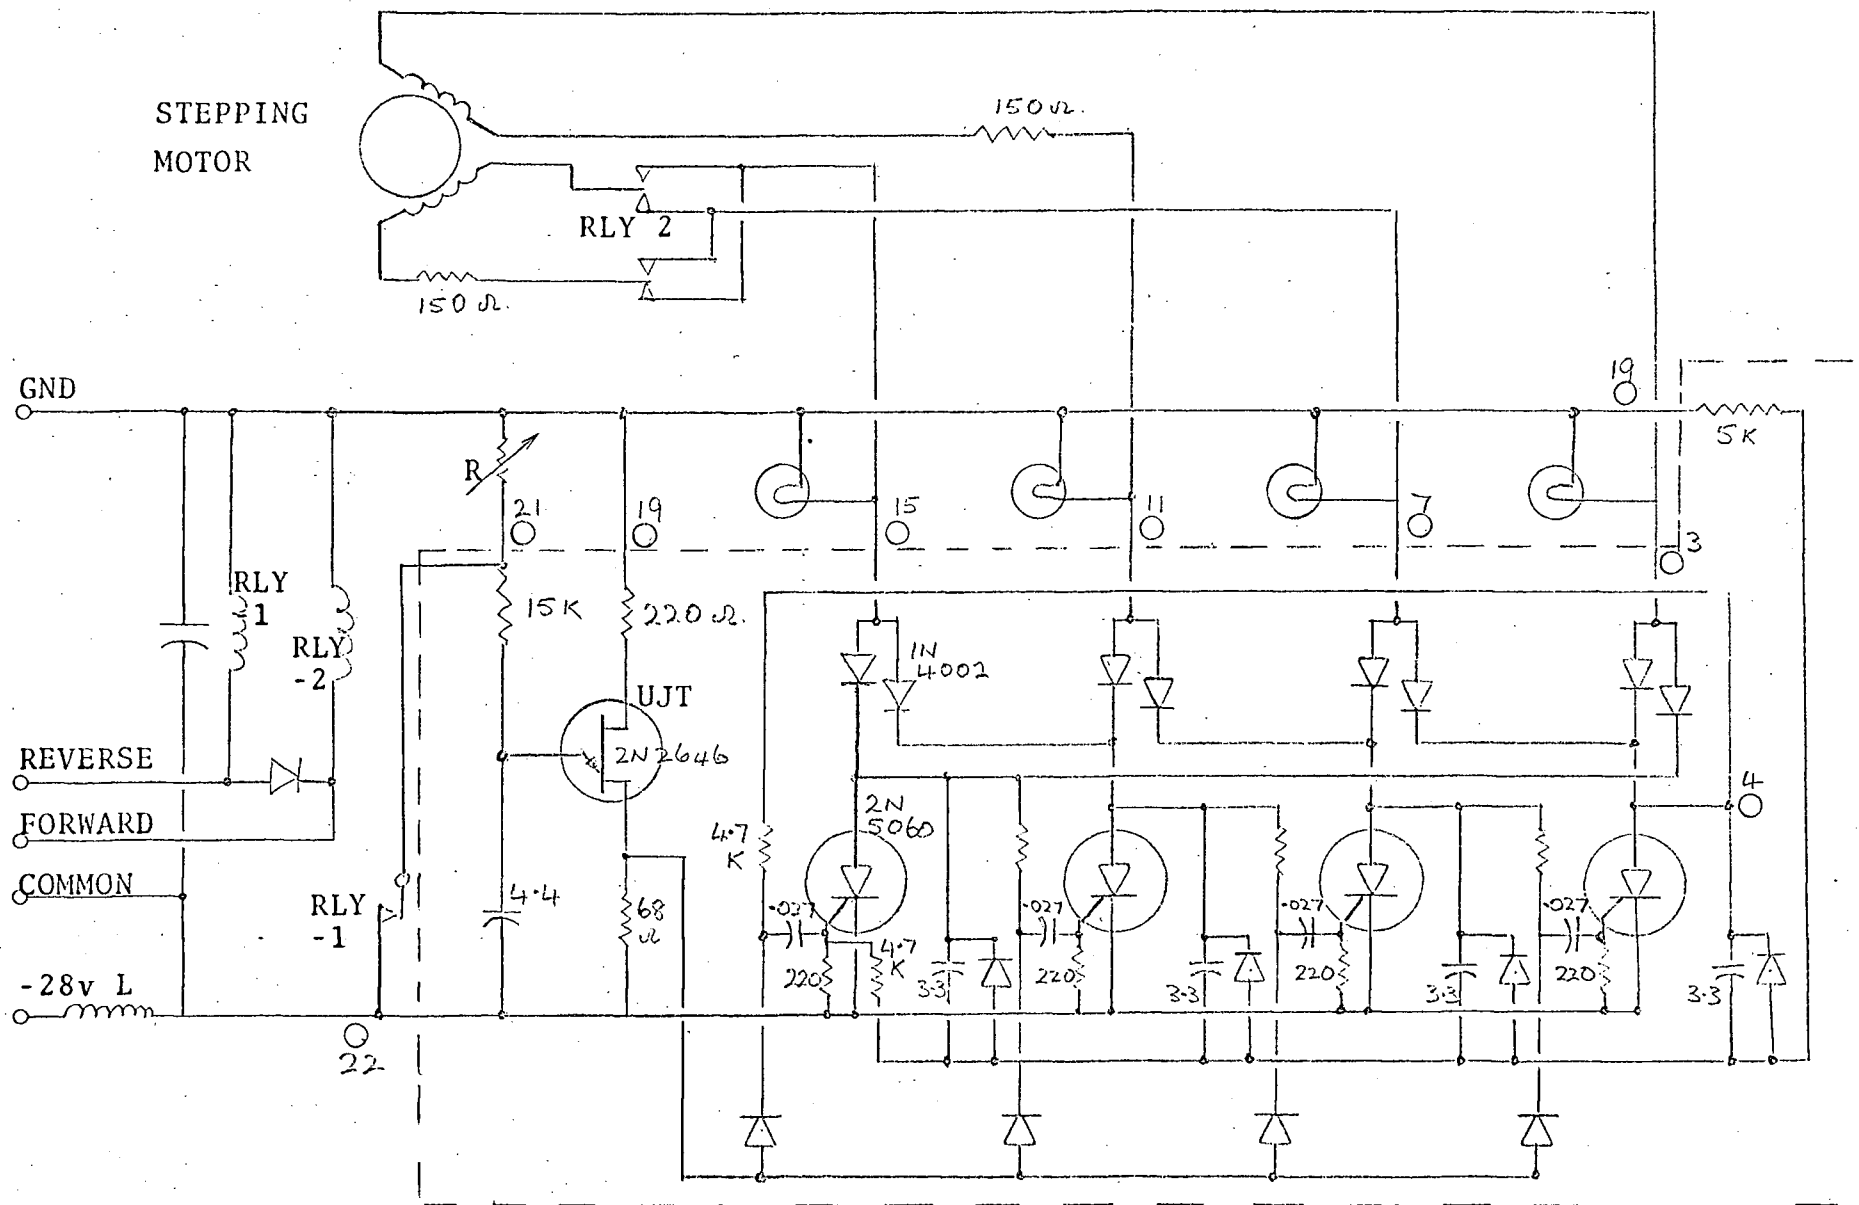 STEPPING
MOTOR
150Ω.
RLY 2
150Ω.
GND
19
5K
R
21
19
15
11
7
3
RLY
1
RLY
-2
15K
220Ω.
1N
4002
UJT
2N2646
REVERSE
FORWARD
COMMON
4
2N
5060
4.7
K
RLY
-1
4.4
68
Ω
.027
220
4.7
K
3.3
.027
220
3.3
.027
220
3.3
.027
220
3.3
-28v L
22